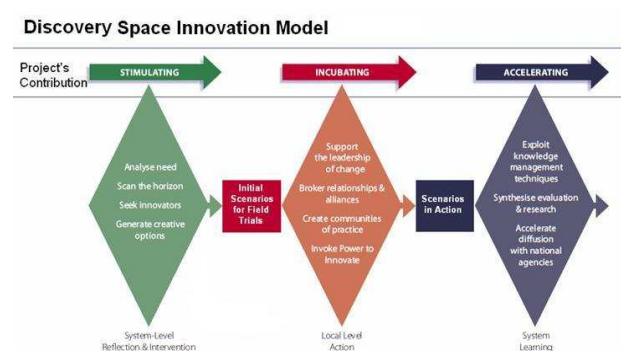 Discovery Space Innovation Model
Project's
Contribution
STIMULATING
INCUBATING
ACCELERATING
Analyse need
Scan the horizon
Seek innovators
Generate creative
options
Initial
Scenarios
for Field
Trials
Support
the leadership
of change
Broker relationships &
alliances
Create communities
of practice
Invoke Power to
Innovate
Scenarios
in Action
Exploit
knowledge
management
techniques
Synthesise evaluation
& research
Accelerate
diffusion
with national
agencies
System-Level
Reflection & Intervention
Local Level
Action
System
Learning